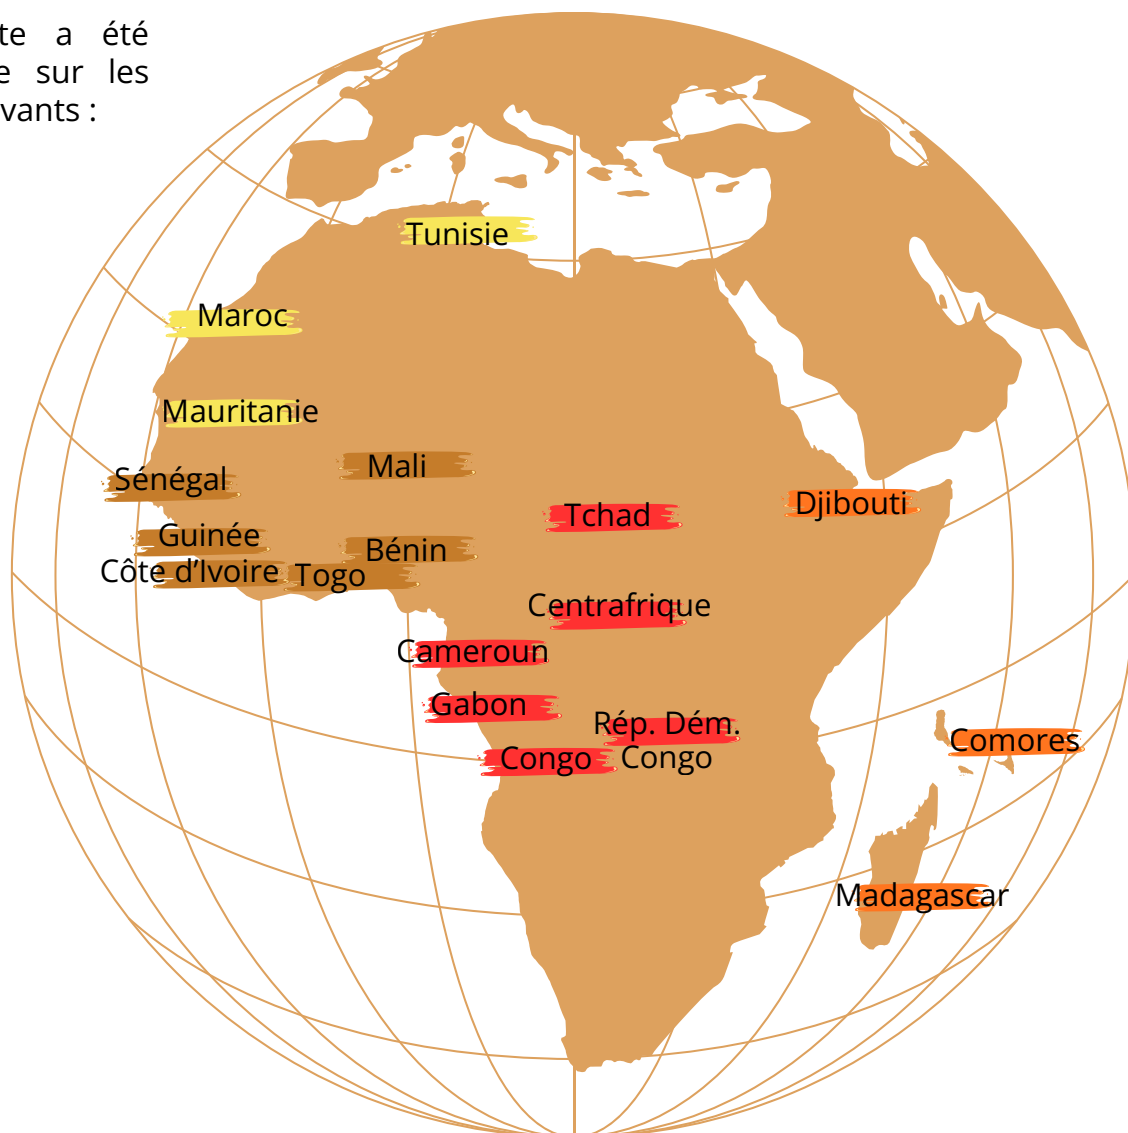 te a été
e sur les
vants :
Tunisie
Maroc
Mauritanie
Mali
Sénégal
Djibouti
Tchad
Guinée
Bénin
Côte d'Ivoire
Togo
Centrafrique
Cameroun
Gabon
Rép. Dém.
Congo
Congo
Comores
Madagascar